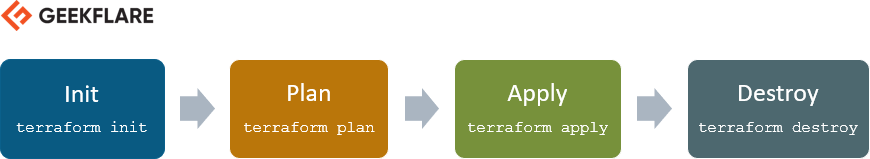 GEEKFLARE
Init
terraform init
Plan
terraform plan
Apply
terraform apply
Destroy
terraform destroy